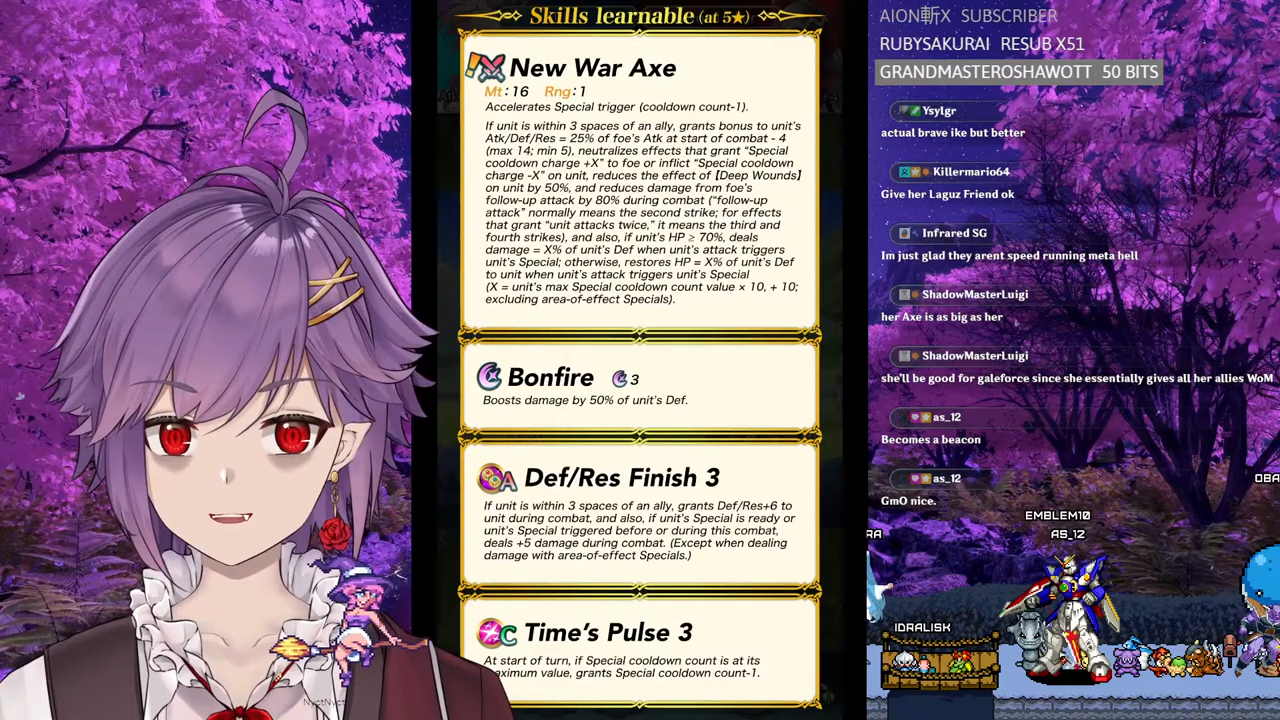 Skills learnable (at 5★)
New War Axe
Mt: 16 Rng: 1
Accelerates Special trigger (cooldown count-1).
If unit is within 3 spaces of an ally, grants bonus to unit's
Atk/Def/Res = 25% of foe's Atk at start of combat - 4
(max 14; min 5), neutralizes effects that grant “Special
cooldown charge +X” to foe or inflict “Special cooldown
charge -X” on unit, reduces the effect of 【Deep Wounds】
on unit by 50%, and reduces damage from foe's
follow-up attack by 80% during combat (“follow-up
attack” normally means the second strike; for effects
that grant “unit attacks twice,” it means the third and
fourth strikes), and also, if unit's HP ≥ 70%, deals
damage = X% of unit's Def when unit's attack triggers
unit's Special; otherwise, restores HP = X% of unit's Def
to unit when unit's attack triggers unit's Special
(X = unit's max Special cooldown count value × 10, + 10;
excluding area-of-effect Specials).
Bonfire 3
Boosts damage by 50% of unit's Def.
A Def/Res Finish 3
If unit is within 3 spaces of an ally, grants Def/Res+6 to
unit during combat, and also, if unit's Special is ready or
unit's Special triggered before or during this combat,
deals +5 damage during combat. (Except when dealing
damage with area-of-effect Specials.)
C Time's Pulse 3
At start of turn, if Special cooldown count is at its
aximum value, grants Special cooldown count-1.
AION斬X SUBSCRIBER
RUBYSAKURAI RESUB X51
GRANDMASTEROSHAWOTT 50 BITS
Ysylgr
actual brave ike but better
Killermario64
Give her Laguz Friend ok
Infrared SG
Im just glad they arent speed running meta hell
ShadowMasterLuigi
her Axe is as big as her
ShadowMasterLuigi
she'll be good for galeforce since she essentially gives all her allies WoM
as_12
Becomes a beacon
as_12
GmO nice.
OBA
EMBLEM10
RA
AS_12
IDRALISK